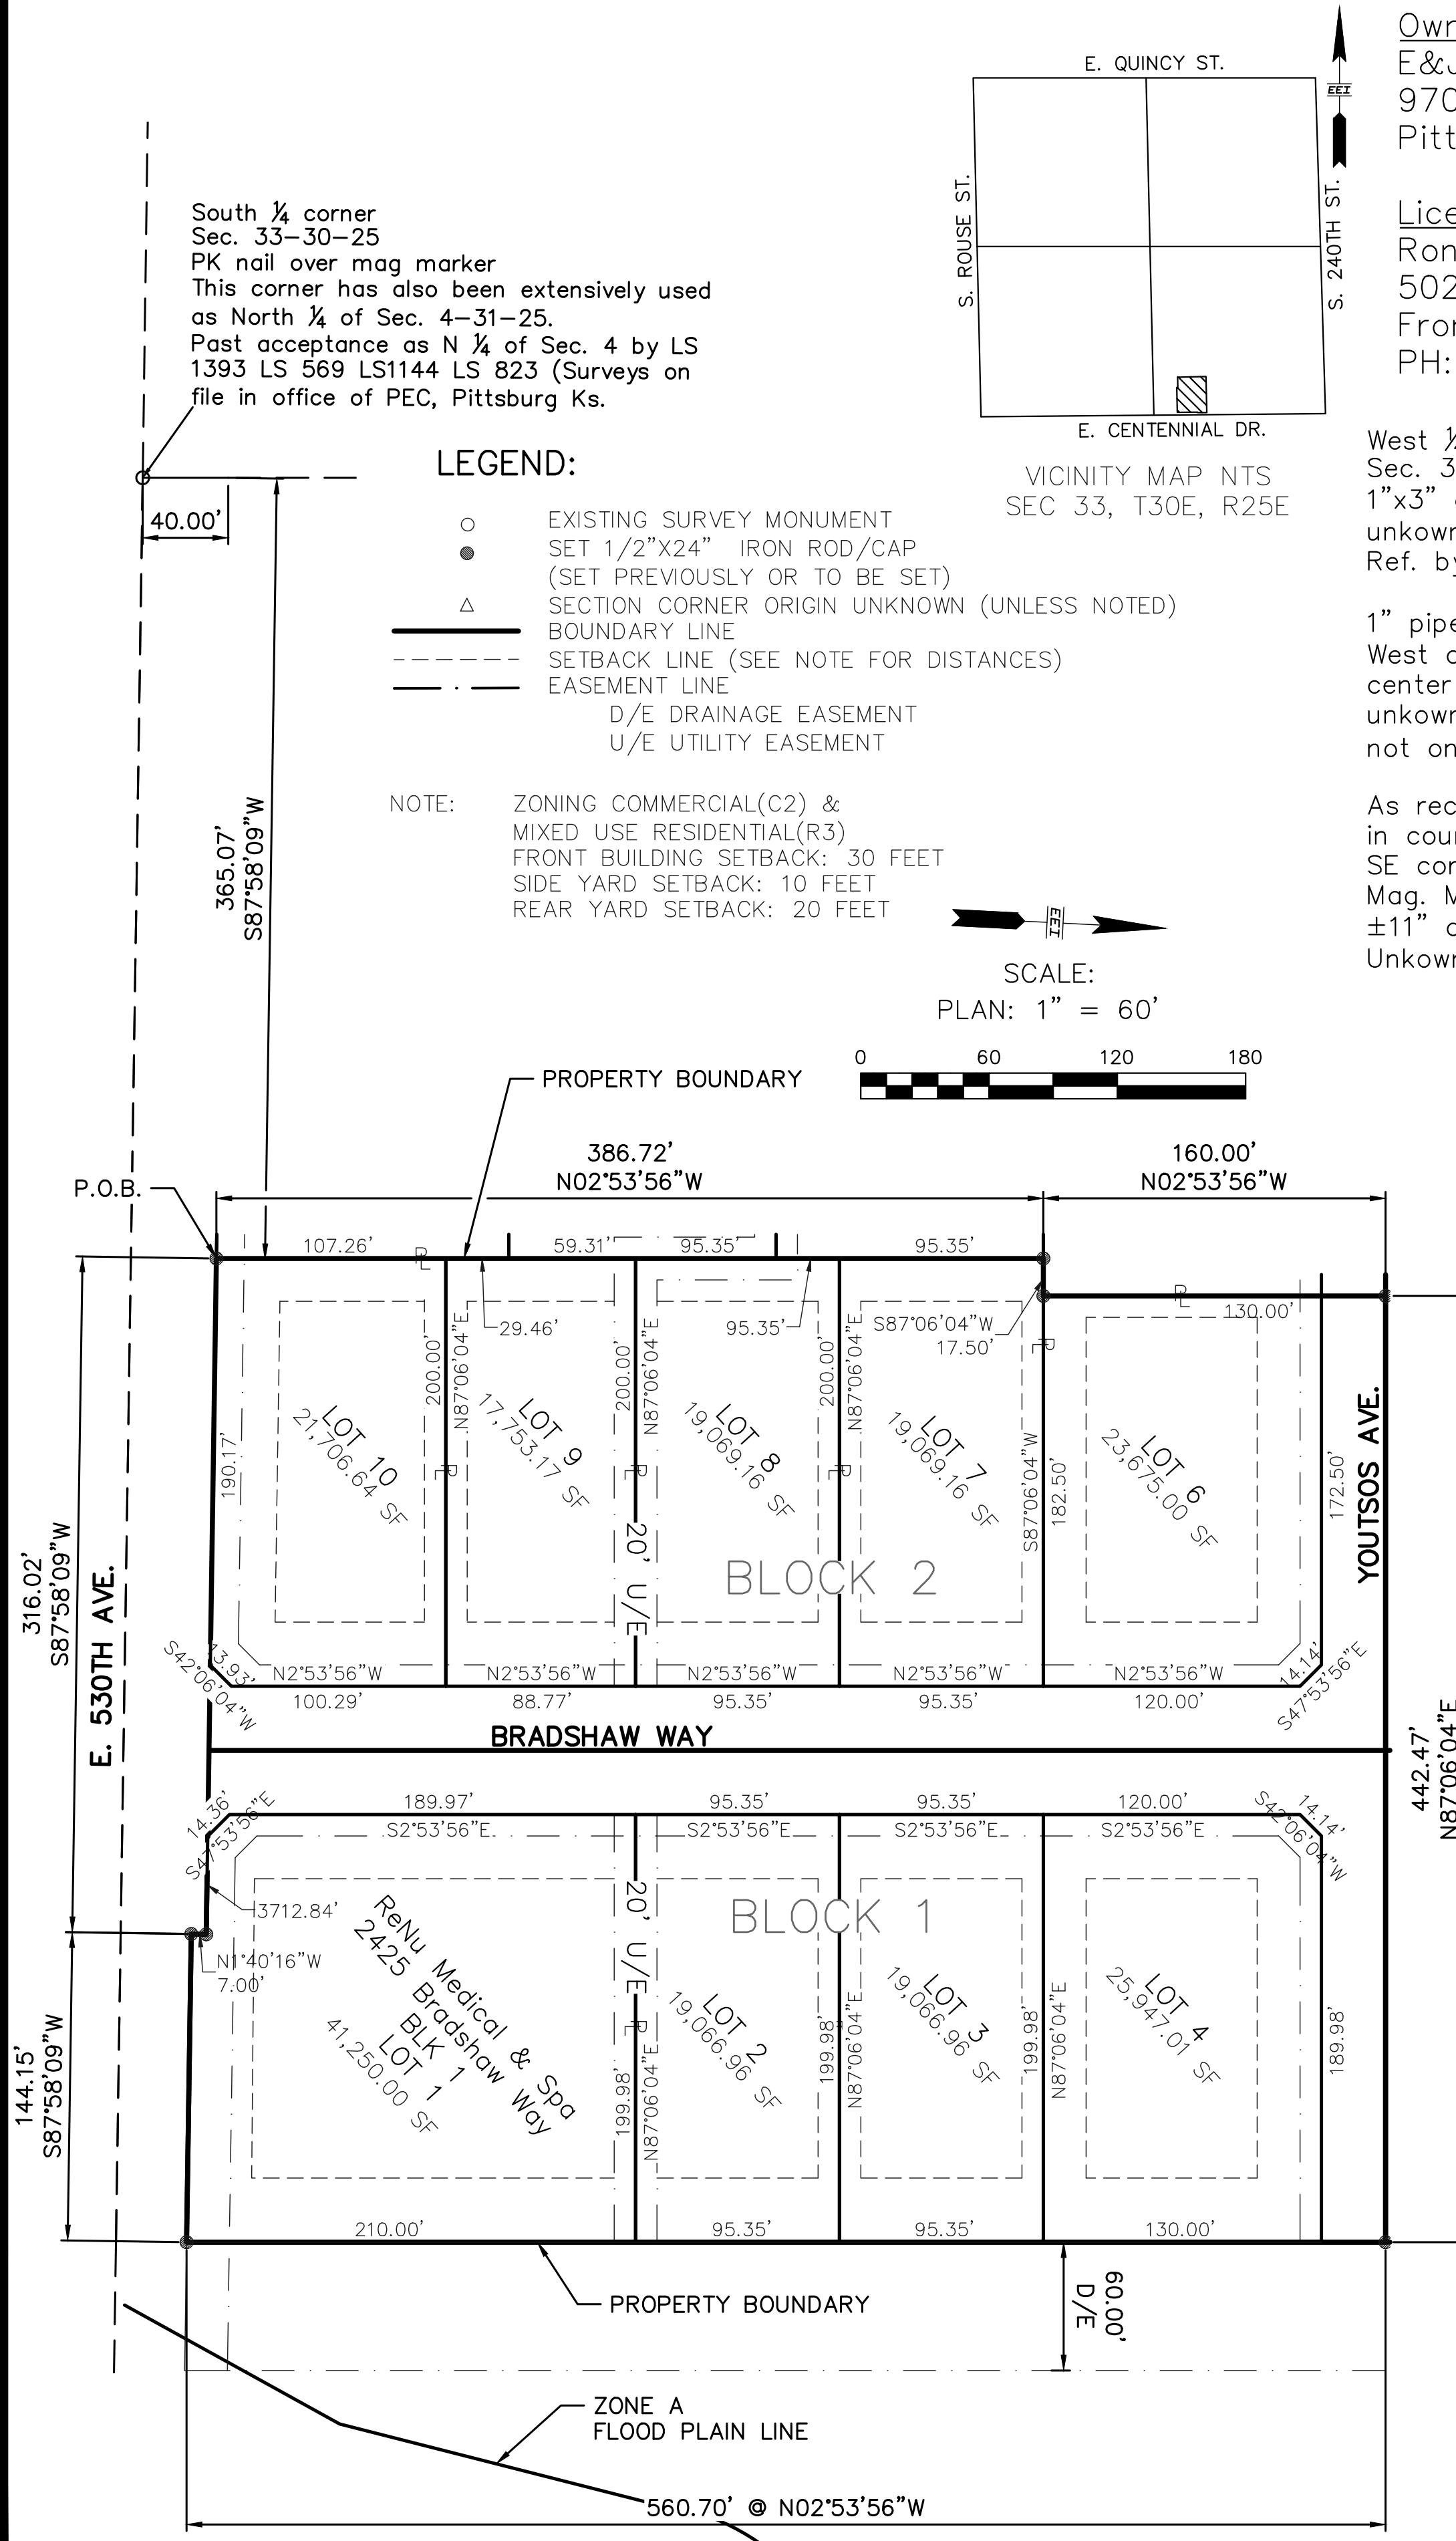 E. QUINCY ST.
S. ROUSE ST.
S. 240TH ST.
E. CENTENNIAL DR.
EEI
VICINITY MAP NTS
SEC 33, T30E, R25E
Own
E&J
970
Pitt
Lice
Ron
502
Fron
PH:
South ¼ corner
Sec. 33-30-25
PK nail over mag marker
This corner has also been extensively used
as North ¼ of Sec. 4-31-25.
Past acceptance as N ¼ of Sec. 4 by LS
1393 LS 569 LS1144 LS 823 (Surveys on
file in office of PEC, Pittsburg Ks.
40.00'
365.07'
S87°58'09"W
LEGEND:
EXISTING SURVEY MONUMENT
SET 1/2"X24" IRON ROD/CAP
(SET PREVIOUSLY OR TO BE SET)
SECTION CORNER ORIGIN UNKNOWN (UNLESS NOTED)
BOUNDARY LINE
SETBACK LINE (SEE NOTE FOR DISTANCES)
EASEMENT LINE
D/E DRAINAGE EASEMENT
U/E UTILITY EASEMENT
NOTE: ZONING COMMERCIAL(C2) &
MIXED USE RESIDENTIAL(R3)
FRONT BUILDING SETBACK: 30 FEET
SIDE YARD SETBACK: 10 FEET
REAR YARD SETBACK: 20 FEET
West ½
Sec. 3
1"x3"
unkown
Ref. by
1" pipe
West o
center
unkown
not on
As rec
in cour
SE cor
Mag. M
±11" o
Unkown
EEI
SCALE:
PLAN: 1" = 60'
0 60 120 180
PROPERTY BOUNDARY
386.72'
N02°53'56"W
160.00'
N02°53'56"W
P.O.B.
107.26' 59.31' 95.35' 95.35'
29.46' 95.35'
S87°06'04"W
17.50'
130.00'
190.17'
200.00'
N87°06'04"E
200.00'
N87°06'04"E
200.00'
N87°06'04"E
S87°06'04"W
182.50'
172.50'
LOT 10
21,706.64 SF
LOT 9
17,753.17 SF
LOT 8
19,069.16 SF
LOT 7
19,069.16 SF
LOT 6
23,675.00 SF
20' U/E
BLOCK 2
YOUTSOS AVE.
316.02'
S87°58'09"W
E. 530TH AVE.
13.93'
S42°06'04"W
N2°53'56"W N2°53'56"W N2°53'56"W N2°53'56"W N2°53'56"W
100.29' 88.77' 95.35' 95.35' 120.00'
14.14'
S47°53'56"E
BRADSHAW WAY
442.47'
N87°06'04"E
14.36'
S47°53'56"E
189.97' 95.35' 95.35' 120.00'
S2°53'56"E S2°53'56"E S2°53'56"E S2°53'56"E
14.14'
S42°06'04"W
3712.84'
N1°40'16"W
7.00'
ReNu Medical & Spa
2425 Bradshaw Way
BLK 1
LOT 1
41,250.00 SF
20' U/E
BLOCK 1
LOT 2
19,066.96 SF
LOT 3
19,066.96 SF
LOT 4
25,947.01 SF
199.98'
N87°06'04"E
199.98'
N87°06'04"E
199.98'
N87°06'04"E
189.98'
144.15'
S87°58'09"W
210.00' 95.35' 95.35' 130.00'
PROPERTY BOUNDARY
60.00'
D/E
ZONE A
FLOOD PLAIN LINE
560.70' @ N02°53'56"W